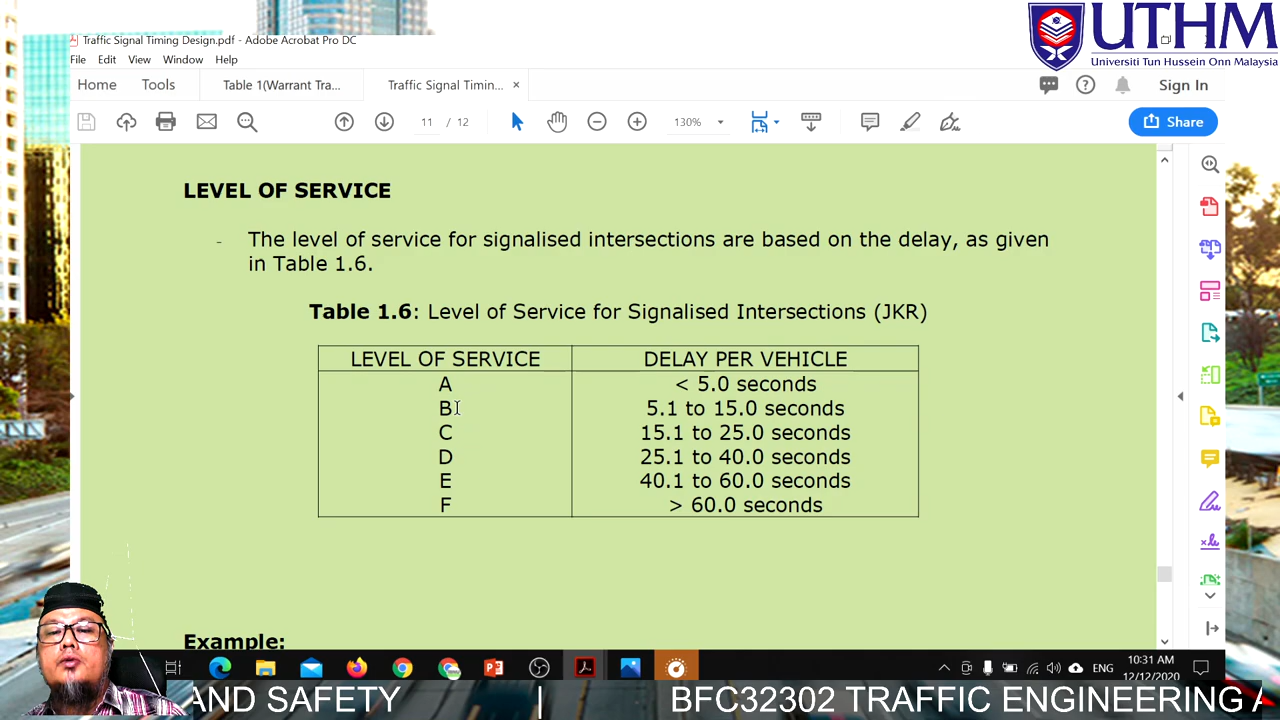 Traffic Signal Timing Design.pdf - Adobe Acrobat Pro DC
UTHM
Universiti Tun Hussein Onn Malaysia
File Edit View Window Help
Home Tools Table 1(Warrant Tra... Traffic Signal Timin... × Sign In
11 / 12 130% Share
LEVEL OF SERVICE
- The level of service for signalised intersections are based on the delay, as given
in Table 1.6.
Table 1.6: Level of Service for Signalised Intersections (JKR)
LEVEL OF SERVICE DELAY PER VEHICLE
A < 5.0 seconds
B 5.1 to 15.0 seconds
C 15.1 to 25.0 seconds
D 25.1 to 40.0 seconds
E 40.1 to 60.0 seconds
F > 60.0 seconds
Example:
ENG 10:31 AM
12/12/2020
AND SAFETY | BFC32302 TRAFFIC ENGINEERING A